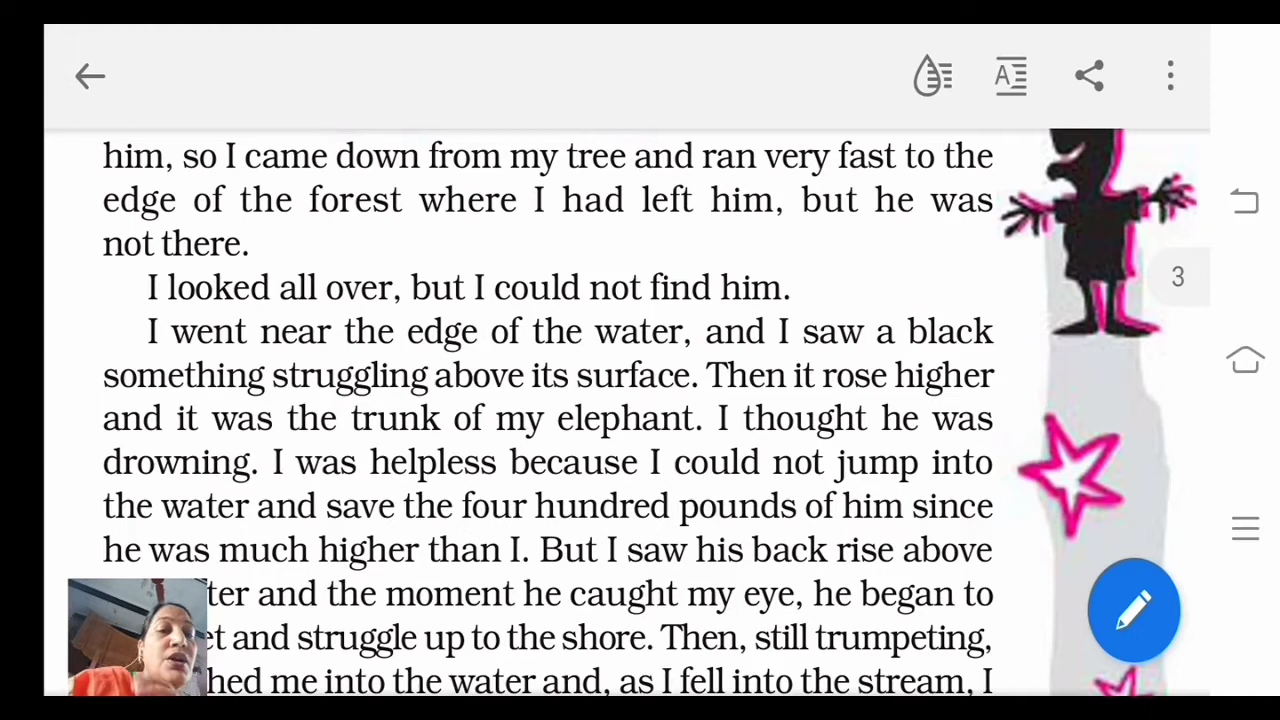 him, so I came down from my tree and ran very fast to the
edge of the forest where I had left him, but he was
not there.
I looked all over, but I could not find him.
I went near the edge of the water, and I saw a black
something struggling above its surface. Then it rose higher
and it was the trunk of my elephant. I thought he was
drowning. I was helpless because I could not jump into
the water and save the four hundred pounds of him since
he was much higher than I. But I saw his back rise above
and the moment he caught my eye, he began to
and struggle up to the shore. Then, still trumpeting,
me into the water and, as I fell into the stream, I
3
A